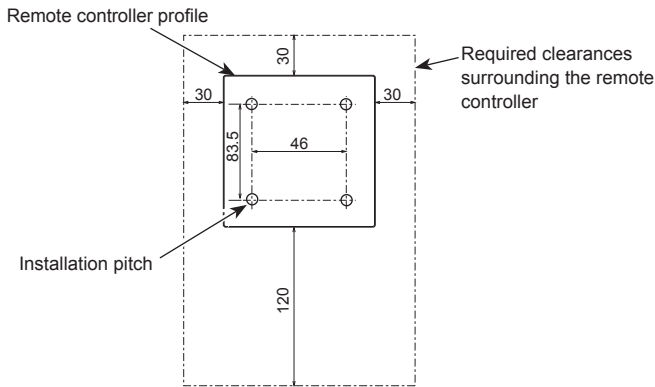 Remote controller profile
30
Required clearances
surrounding the remote
controller
30
30
83.5
46
Installation pitch
120